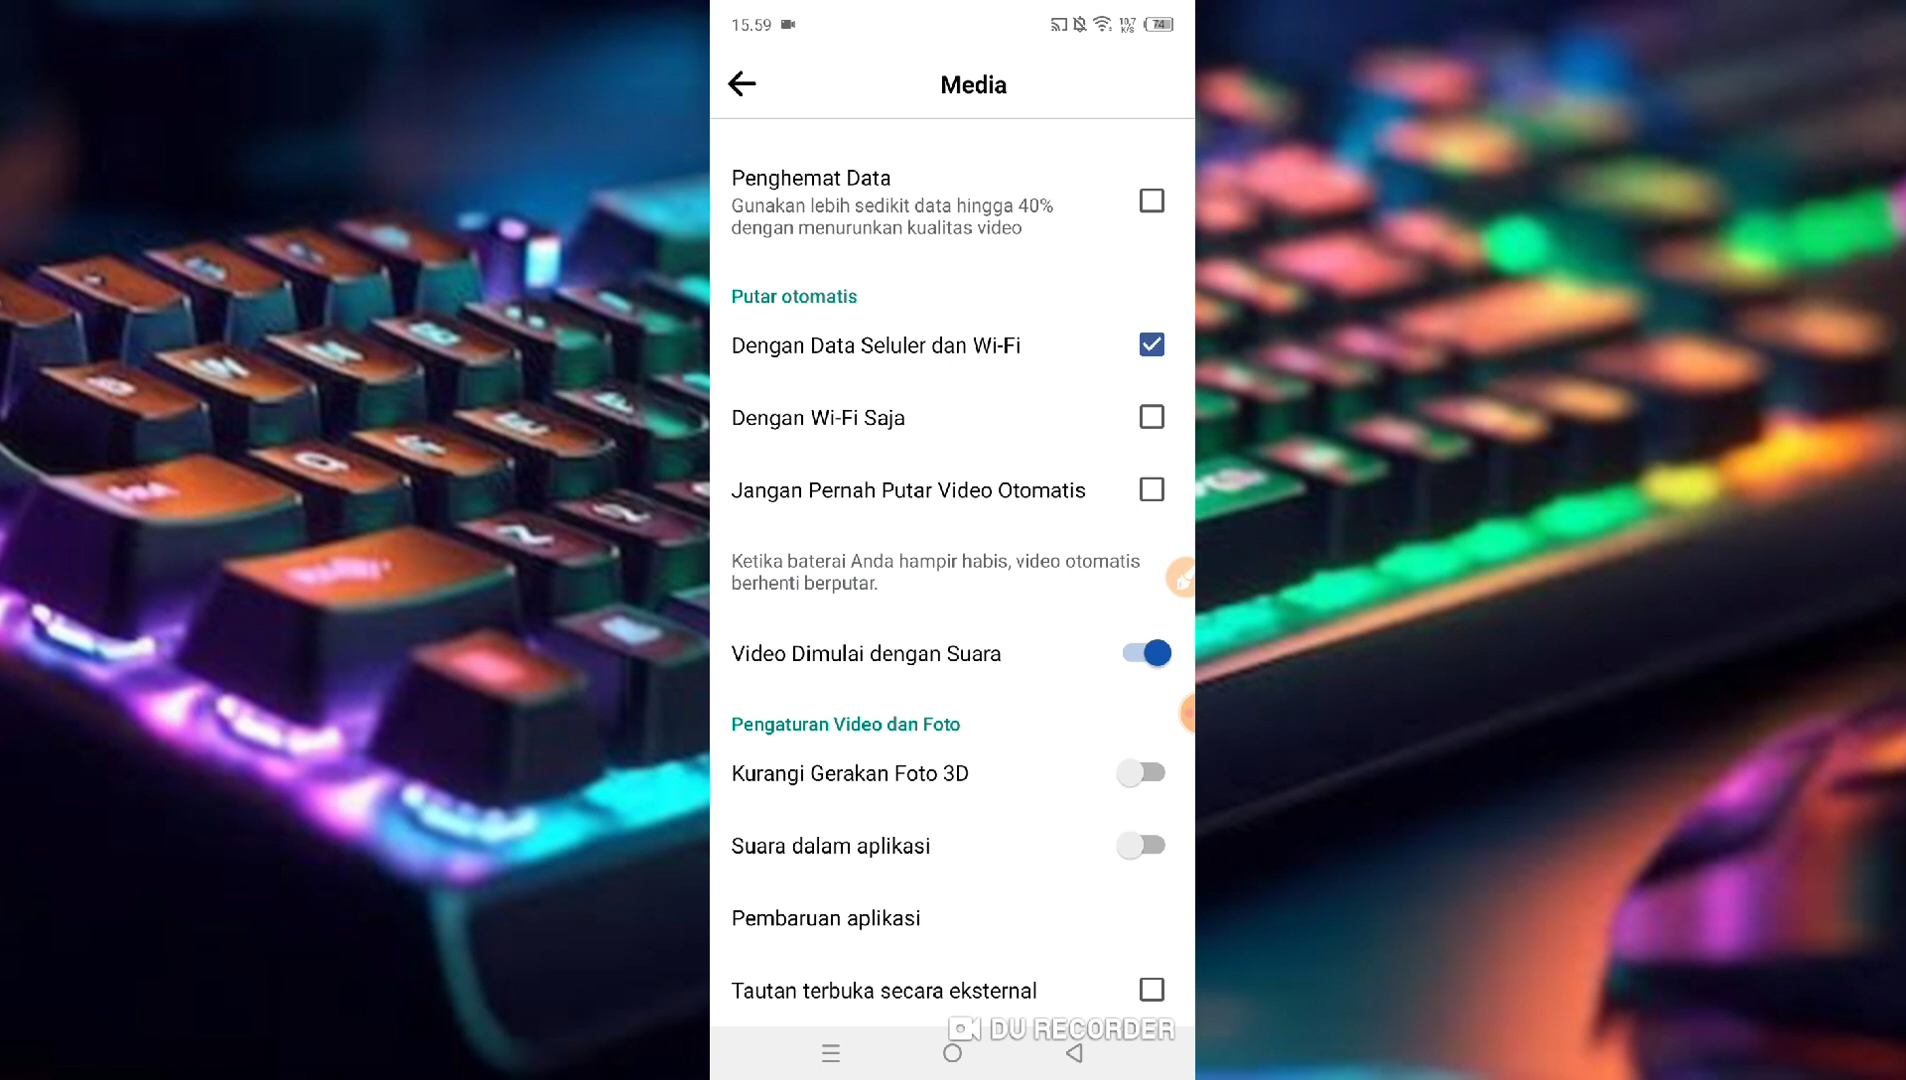 15.59
10,7
K/S
74
Media
Penghemat Data
Gunakan lebih sedikit data hingga 40%
dengan menurunkan kualitas video
Putar otomatis
Dengan Data Seluler dan Wi-Fi
Dengan Wi-Fi Saja
Jangan Pernah Putar Video Otomatis
Ketika baterai Anda hampir habis, video otomatis
berhenti berputar.
Video Dimulai dengan Suara
Pengaturan Video dan Foto
Kurangi Gerakan Foto 3D
Suara dalam aplikasi
Pembaruan aplikasi
Tautan terbuka secara eksternal
DU RECORDER